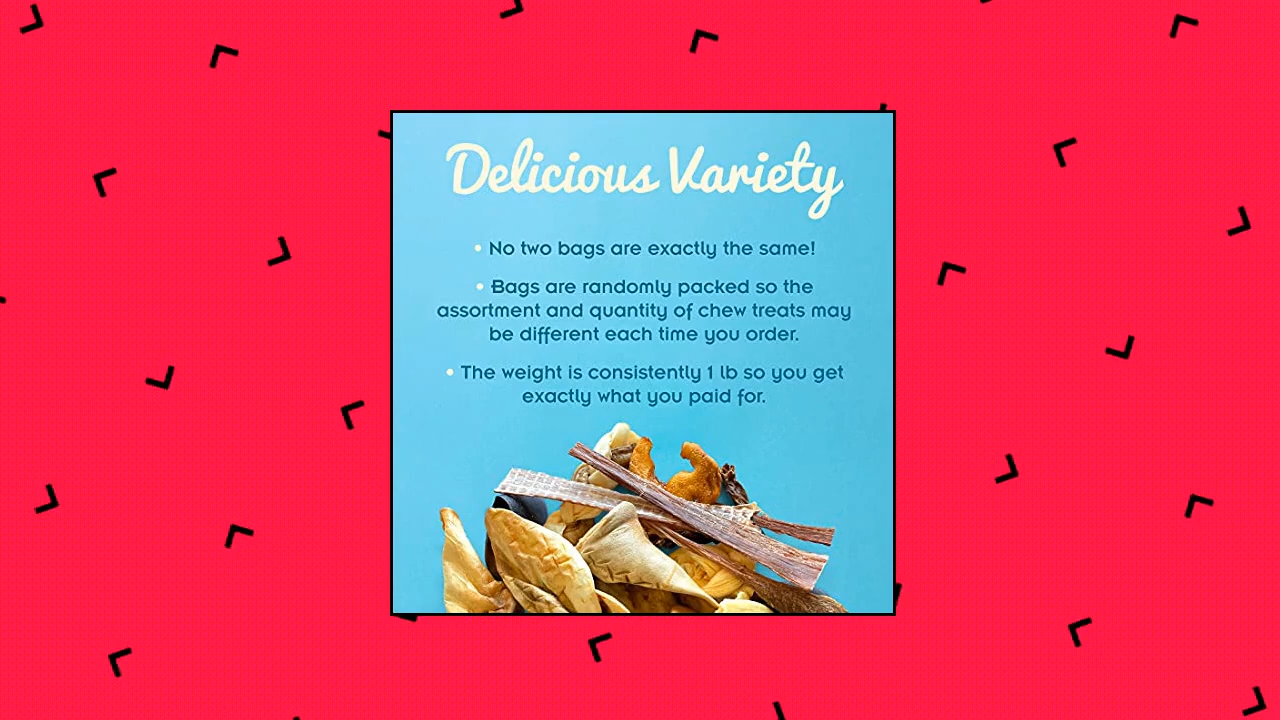 Delicious Variety
• No two bags are exactly the same!
• Bags are randomly packed so the
assortment and quantity of chew treats may
be different each time you order.
• The weight is consistently 1 lb so you get
exactly what you paid for.